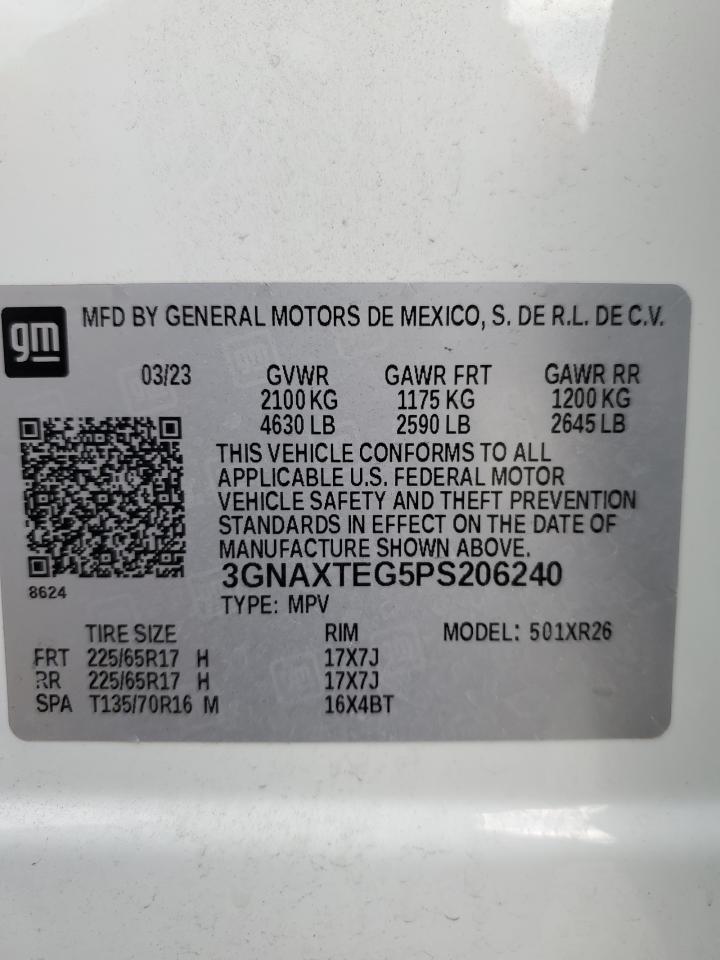 gm
MFD BY GENERAL MOTORS DE MEXICO, S. DE R.L. DE C.V.
03/23 GVWR GAWR FRT GAWR RR
2100 KG 1175 KG 1200 KG
4630 LB 2590 LB 2645 LB
THIS VEHICLE CONFORMS TO ALL
APPLICABLE U.S. FEDERAL MOTOR
VEHICLE SAFETY AND THEFT PREVENTION
STANDARDS IN EFFECT ON THE DATE OF
MANUFACTURE SHOWN ABOVE.
3GNAXTEG5PS206240
8624
TYPE: MPV
TIRE SIZE RIM MODEL: 501XR26
FRT 225/65R17 H 17X7J
RR 225/65R17 H 17X7J
SPA T135/70R16 M 16X4BT